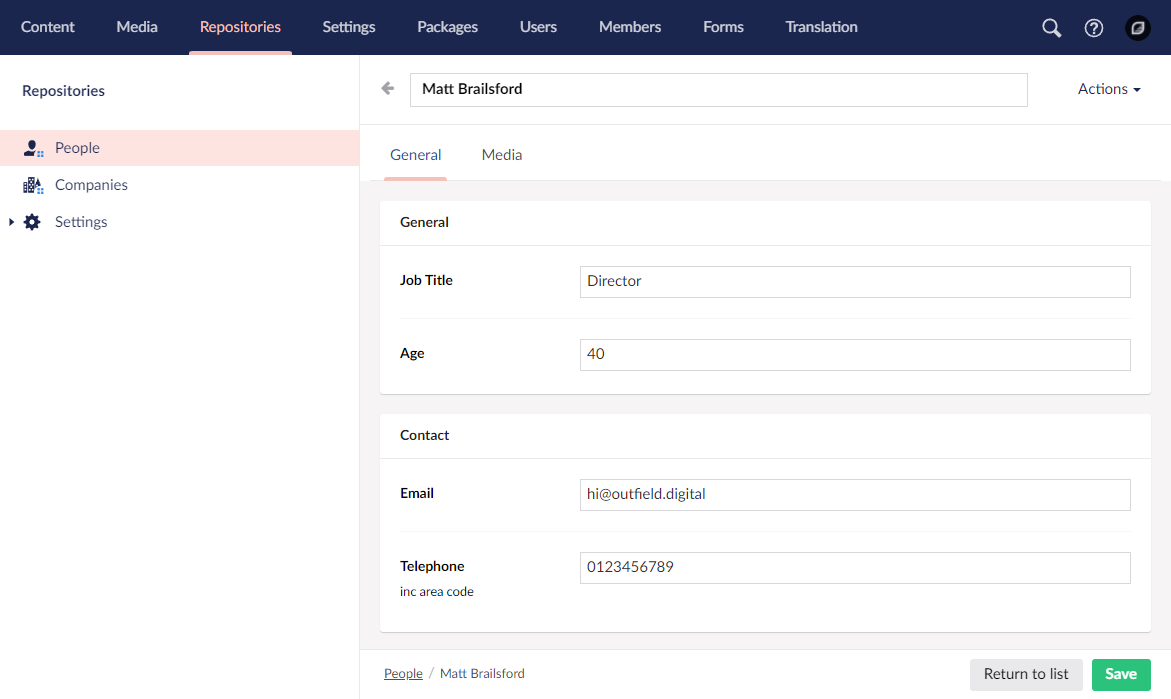 Content Media Repositories Settings Packages Users Members Forms Translation
Repositories
People
Companies
Settings
Matt Brailsford
Actions
General Media
General
Job Title Director
Age 40
Contact
Email hi@outfield.digital
Telephone 0123456789
inc area code
People / Matt Brailsford
Return to list Save